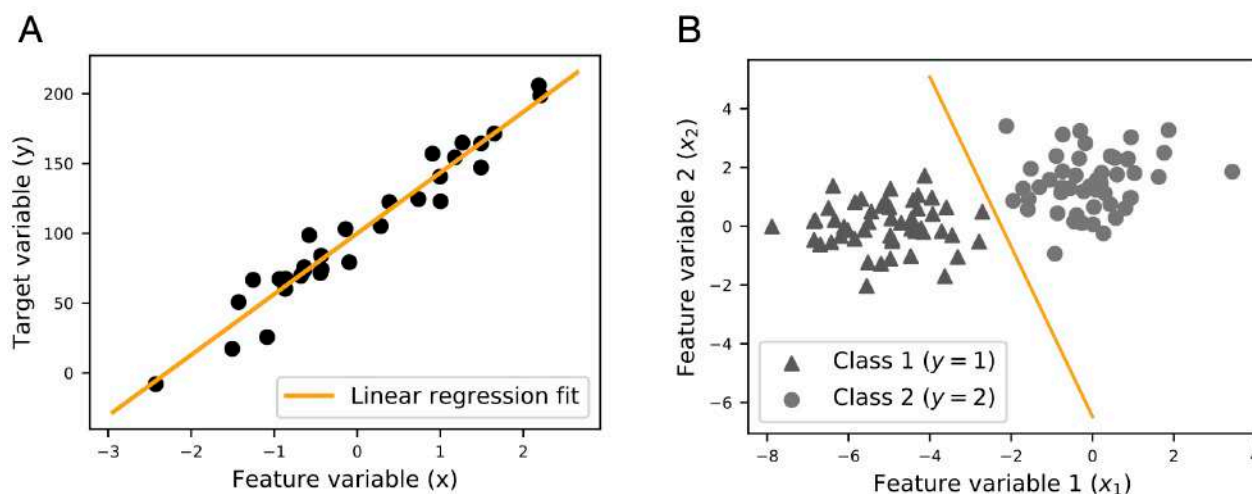 A
Target variable (y)
200
150
100
50
0
−3
−2
−1
0
1
2
Feature variable (x)
Linear regression fit
B
Feature variable 2 (x₂)
4
2
0
−2
−4
−6
−8
−6
−4
−2
0
2
4
Feature variable 1 (x₁)
Class 1 (y = 1)
Class 2 (y = 2)